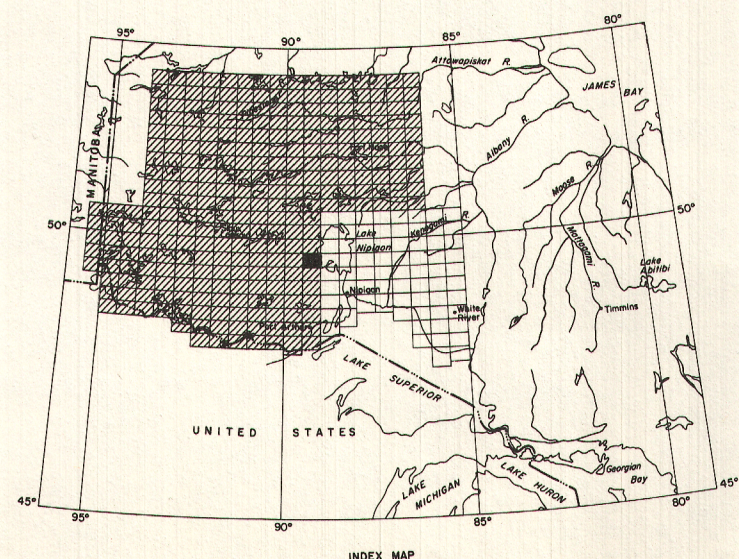 95°
90°
85°
80°
Attawapiskat R.
JAMES BAY
Albany R.
MANITOBA
Moose R.
50°
Lake
Nipigon
Kenogami R.
50°
Mattagami R.
Lake
Abitibi
Nipigon
White
River
Timmins
Port Arthur
LAKE SUPERIOR
UNITED STATES
Georgian
Bay
LAKE
MICHIGAN
LAKE HURON
45°
95°
90°
85°
80°
45°
INDEX MAP